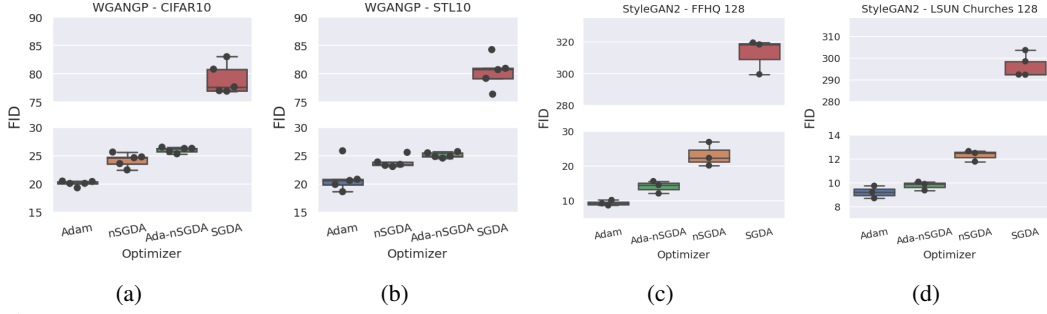 WGANGP - CIFAR10
90
85
80
75
30
25
20
15
FID
Adam
nSGDA
Ada-nSGDA
SGDA
Optimizer
(a)
WGANGP - STL10
90
85
80
75
30
25
20
15
FID
Adam
nSGDA
Ada-nSGDA
SGDA
Optimizer
(b)
StyleGAN2 - FFHQ 128
320
300
280
30
20
10
FID
Adam
Ada-nSGDA
nSGDA
SGDA
Optimizer
(c)
StyleGAN2 - LSUN Churches 128
310
300
290
280
14
12
10
8
FID
Adam
Ada-nSGDA
nSGDA
SGDA
Optimizer
(d)